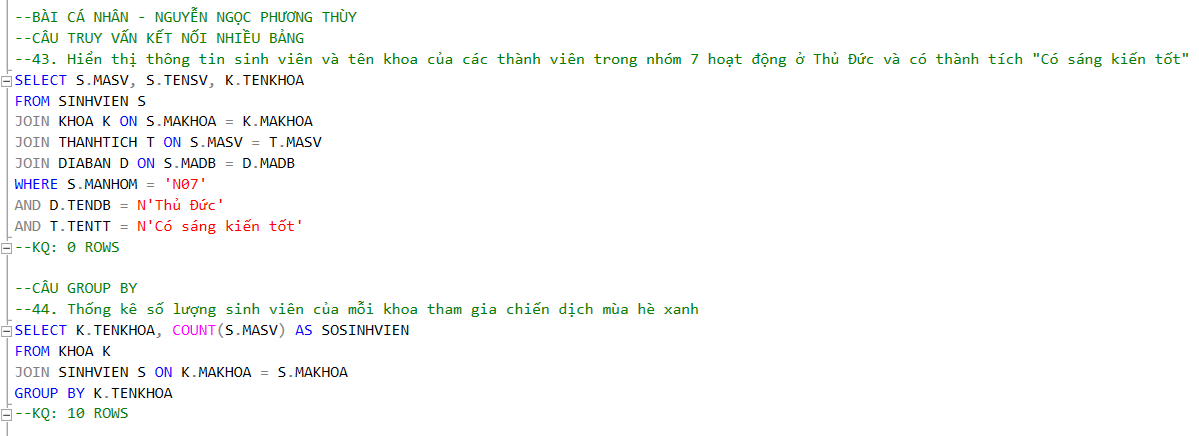 --BÀI CÁ NHÂN - NGUYỄN NGỌC PHƯƠNG THÙY
--CÂU TRUY VẤN KẾT NỐI NHIỀU BẢNG
--43. Hiển thị thông tin sinh viên và tên khoa của các thành viên trong nhóm 7 hoạt động ở Thủ Đức và có thành tích "Có sáng kiến tốt"
SELECT S.MASV, S.TENSV, K.TENKHOA
FROM SINHVIEN S
JOIN KHOA K ON S.MAKHOA = K.MAKHOA
JOIN THANHTICH T ON S.MASV = T.MASV
JOIN DIABAN D ON S.MADB = D.MADB
WHERE S.MANHOM = 'N07'
AND D.TENDB = N'Thủ Đức'
AND T.TENTT = N'Có sáng kiến tốt'
--KQ: 0 ROWS
--CÂU GROUP BY
--44. Thống kê số lượng sinh viên của mỗi khoa tham gia chiến dịch mùa hè xanh
SELECT K.TENKHOA, COUNT(S.MASV) AS SOSINHVIEN
FROM KHOA K
JOIN SINHVIEN S ON K.MAKHOA = S.MAKHOA
GROUP BY K.TENKHOA
--KQ: 10 ROWS